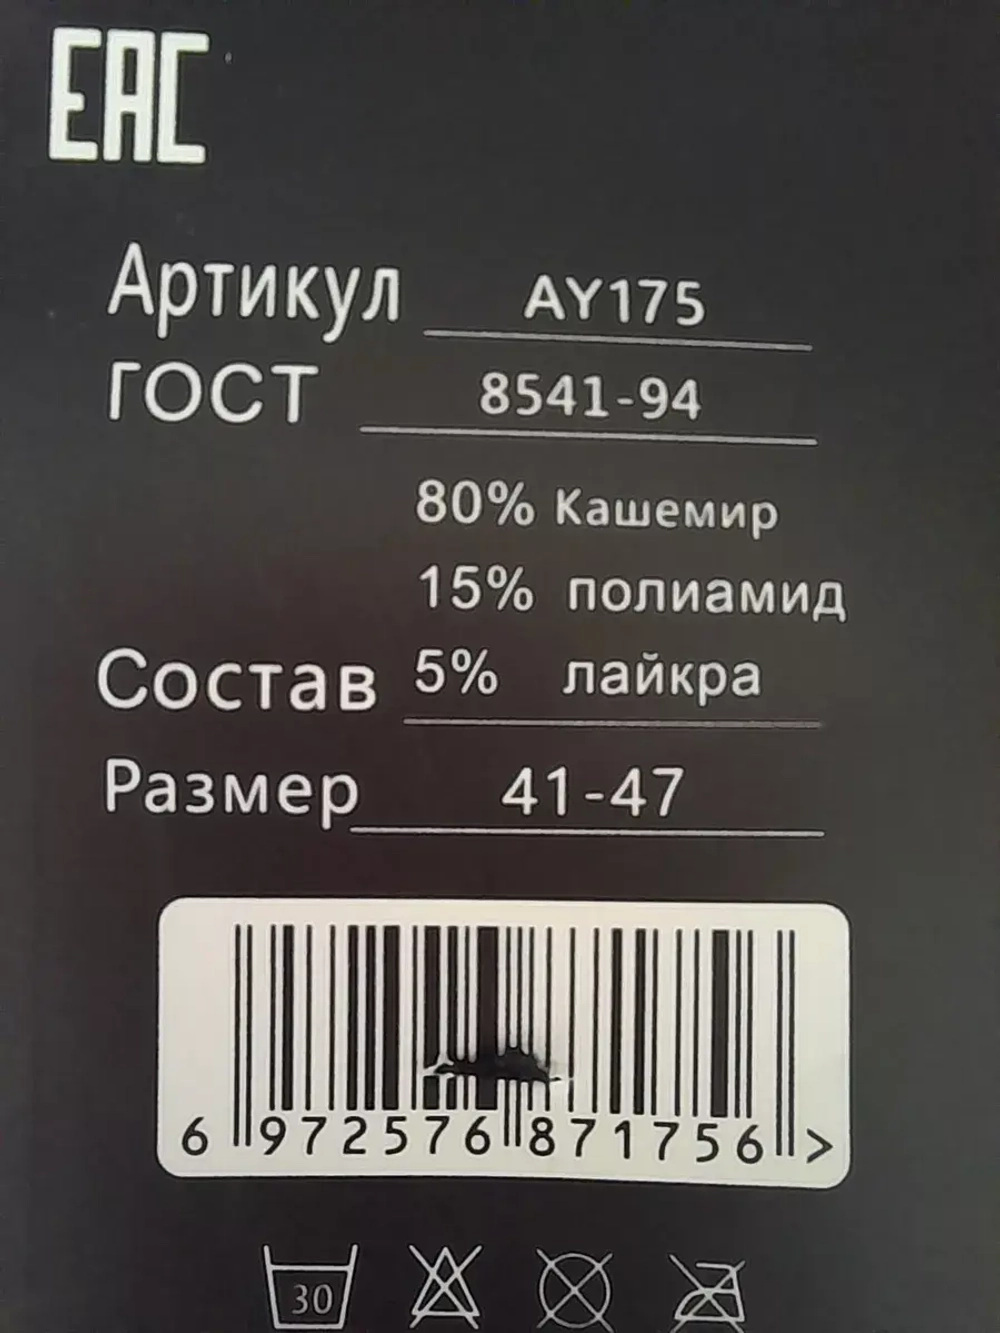 EAC
Артикул AY175
ГОСТ 8541-94
80% Кашемир
15% полиамид
Состав 5% лайкра
Размер 41-47
6 972576 871756 >
30